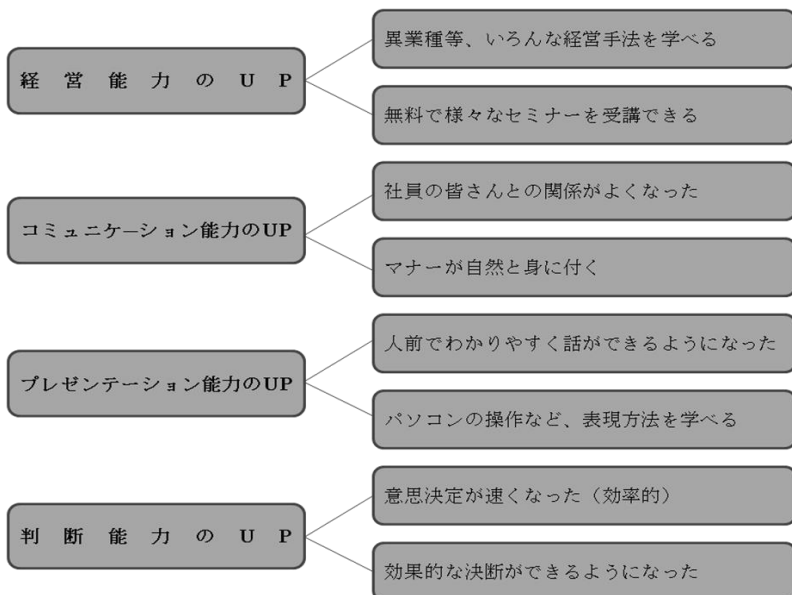 経営能力のUP
異業種等、いろんな経営手法を学べる
無料で様々なセミナーを受講できる
コミュニケーション能力のUP
社員の皆さんとの関係がよくなった
マナーが自然と身に付く
プレゼンテーション能力のUP
人前でわかりやすく話ができるようになった
パソコンの操作など、表現方法を学べる
判断能力のUP
意思決定が速くなった（効率的）
効果的な決断ができるようになった